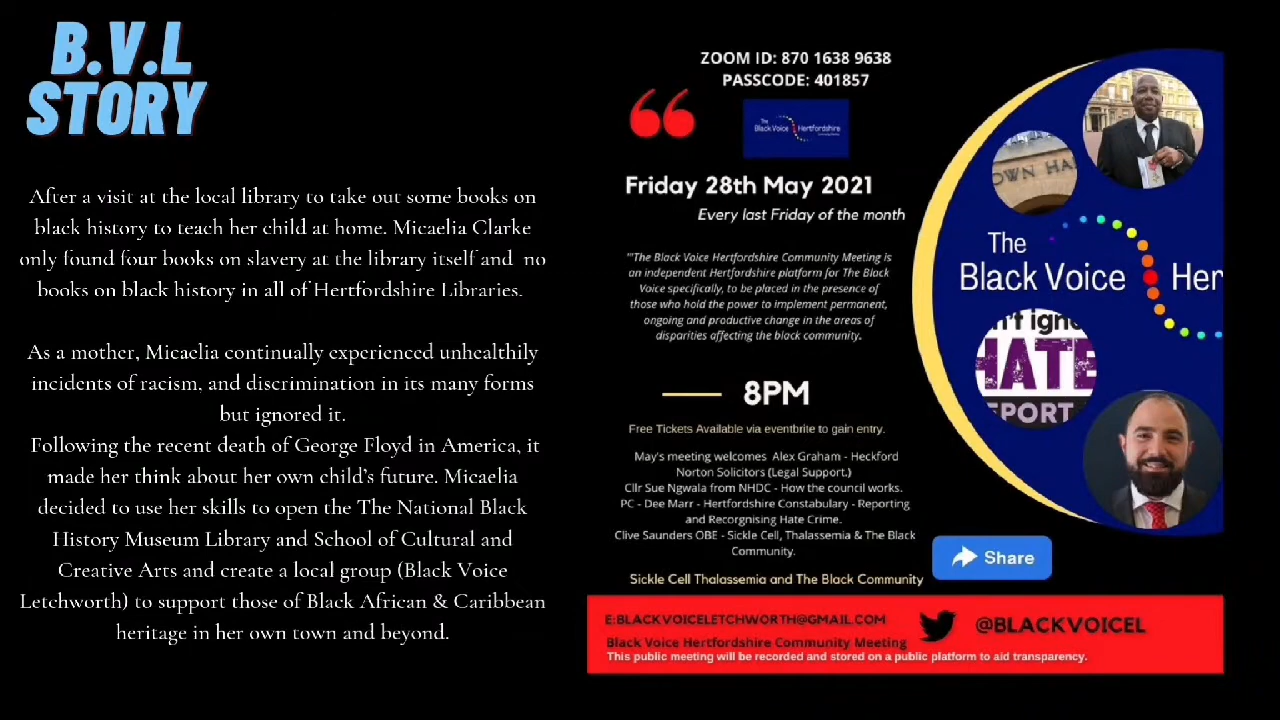 B.V.L
STORY
After a visit at the local library to take out some books on
black history to teach her child at home. Micaelia Clarke
only found four books on slavery at the library itself and no
books on black history in all of Hertfordshire Libraries.
As a mother, Micaelia continually experienced unhealthily
incidents of racism, and discrimination in its many forms
but ignored it.
Following the recent death of George Floyd in America, it
made her think about her own child's future. Micaelia
decided to use her skills to open the The National Black
History Museum Library and School of Cultural and
Creative Arts and create a local group (Black Voice
Letchworth) to support those of Black African & Caribbean
heritage in her own town and beyond.
ZOOM ID: 870 1638 9638
PASSCODE: 401857
The
Black Voice Hertfordshire
Friday 28th May 2021
Every last Friday of the month
"'The Black Voice Hertfordshire Community Meeting is
an independent Hertfordshire platform for The Black
Voice specifically, to be placed in the presence of
those who hold the power to implement permanent,
ongoing and productive change in the areas of
disparities affecting the black community.
8PM
Free Tickets Available via eventbrite to gain entry.
May's meeting welcomes Alex Graham - Heckford
Norton Solicitors (Legal Support.)
Cllr Sue Ngwala from NHDC - How the council works.
PC - Dee Marr - Hertfordshire Constabulary - Reporting
and Recorgnising Hate Crime.
Clive Saunders OBE - Sickle Cell, Thalassemia & The Black
Community.
Sickle Cell Thalassemia and The Black Community
OWN HA
The
Black Voice Her
n't igno
HATE
EPORT
Share
E:BLACKVOICELETCHWORTH@GMAIL.COM
@BLACKVOICEL
Black Voice Hertfordshire Community Meeting
This public meeting will be recorded and stored on a public platform to aid transparency.